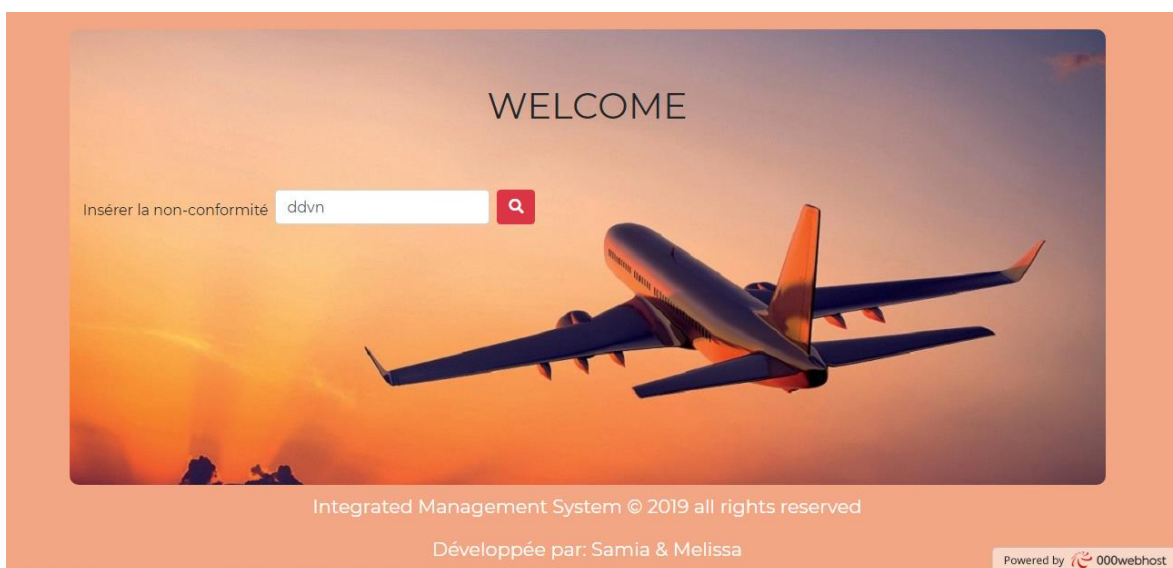 WELCOME
Insérer la non-conformité ddvn
Integrated Management System © 2019 all rights reserved
Développée par: Samia & Melissa
Powered by 000webhost